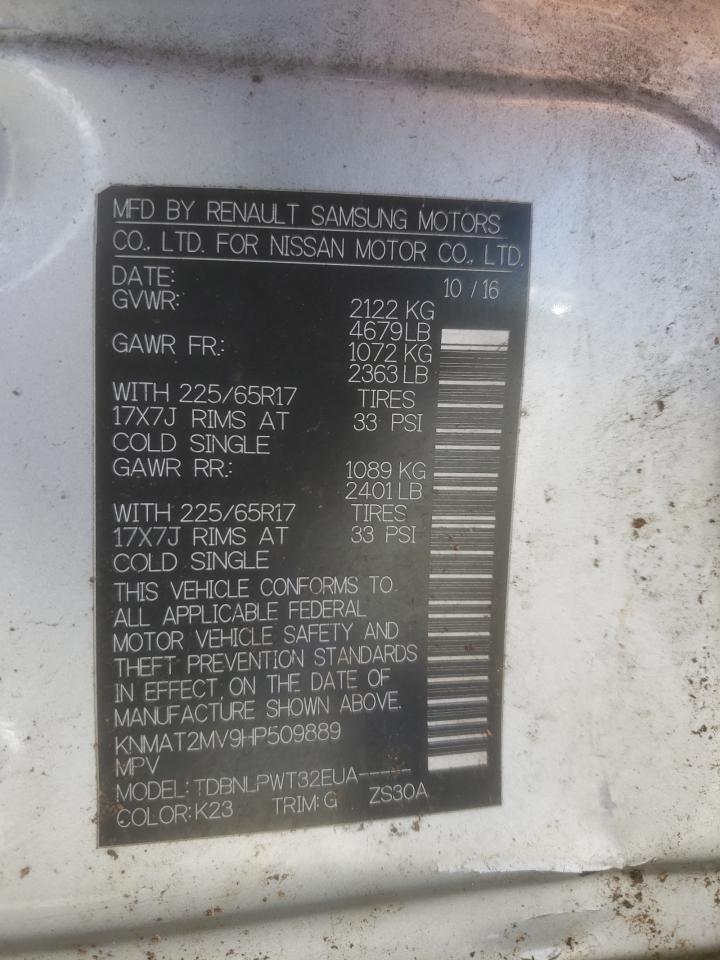 MFD BY RENAULT SAMSUNG MOTORS
CO., LTD. FOR NISSAN MOTOR CO., LTD.
DATE: 10 / 16
GVWR: 2122 KG
4679 LB
GAWR FR.: 1072 KG
2363 LB
WITH 225/65R17 TIRES
17X7J RIMS AT 33 PSI
COLD SINGLE
GAWR RR.: 1089 KG
2401 LB
WITH 225/65R17 TIRES
17X7J RIMS AT 33 PSI
COLD SINGLE
THIS VEHICLE CONFORMS TO
ALL APPLICABLE FEDERAL
MOTOR VEHICLE SAFETY AND
THEFT PREVENTION STANDARDS
IN EFFECT ON THE DATE OF
MANUFACTURE SHOWN ABOVE.
KNMAT2MV9HP509889
MPV
MODEL: TDBNLPWT32EUA-----
COLOR: K23 TRIM: G ZS30A